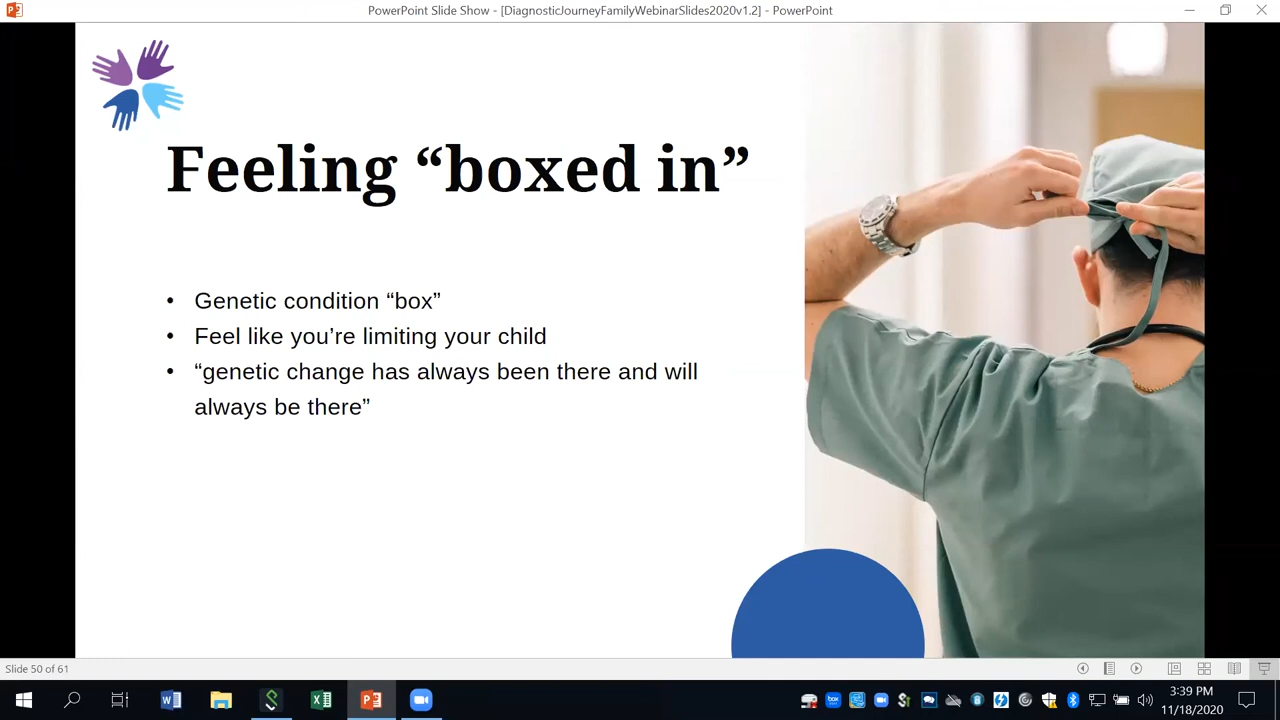 PowerPoint Slide Show - [DiagnosticJourneyFamilyWebinarSlides2020v1.2] - PowerPoint
Feeling “boxed in”
• Genetic condition “box”
• Feel like you’re limiting your child
• “genetic change has always been there and will
always be there”
Slide 50 of 61
3:39 PM
11/18/2020